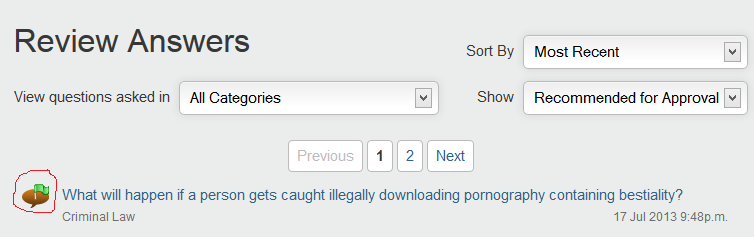 Review Answers
Sort By Most Recent
View questions asked in All Categories Show Recommended for Approval
Previous 1 2 Next
What will happen if a person gets caught illegally downloading pornography containing bestiality?
Criminal Law 17 Jul 2013 9:48p.m.